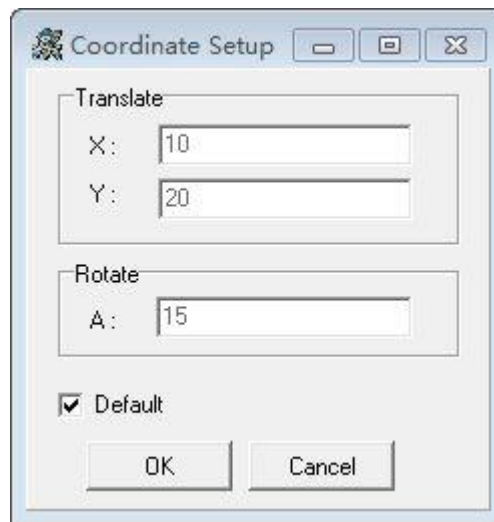 Coordinate Setup
Translate
X: 10
Y: 20
Rotate
A: 15
Default
OK Cancel